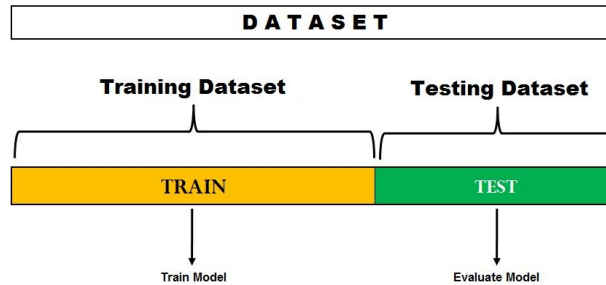 DATASET
Training Dataset
Testing Dataset
TRAIN
TEST
Train Model
Evaluate Model